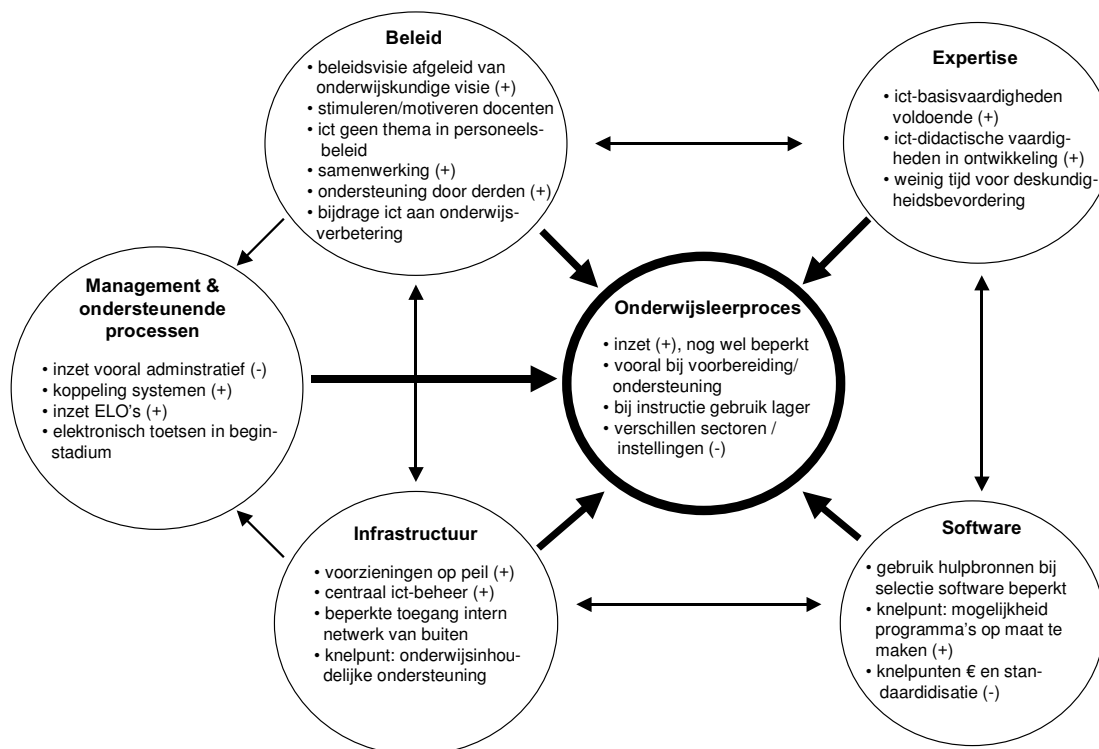 Beleid
• beleidsvisie afgeleid van
onderwijskundige visie (+)
• stimuleren/motiveren docenten
• ict geen thema in personeels-
beleid
• samenwerking (+)
• ondersteuning door derden (+)
• bijdrage ict aan onderwijs-
verbetering
Expertise
• ict-basisvaardigheden
voldoende (+)
• ict-didactische vaardig-
heden in ontwikkeling (+)
• weinig tijd voor deskundig-
heidsbevordering
Management &
ondersteunende
processen
• inzet vooral adminstratief (-)
• koppeling systemen (+)
• inzet ELO's (+)
• elektronisch toetsen in begin-
stadium
Onderwijsleerproces
• inzet (+), nog wel beperkt
• vooral bij voorbereiding/
ondersteuning
• bij instructie gebruik lager
• verschillen sectoren /
instellingen (-)
Infrastructuur
• voorzieningen op peil (+)
• centraal ict-beheer (+)
• beperkte toegang intern
netwerk van buiten
• knelpunt: onderwijsinhou-
delijke ondersteuning
Software
• gebruik hulpbronnen bij
selectie software beperkt
• knelpunt: mogelijkheid
programma's op maat te
maken (+)
• knelpunten € en stan-
daardidisatie (-)